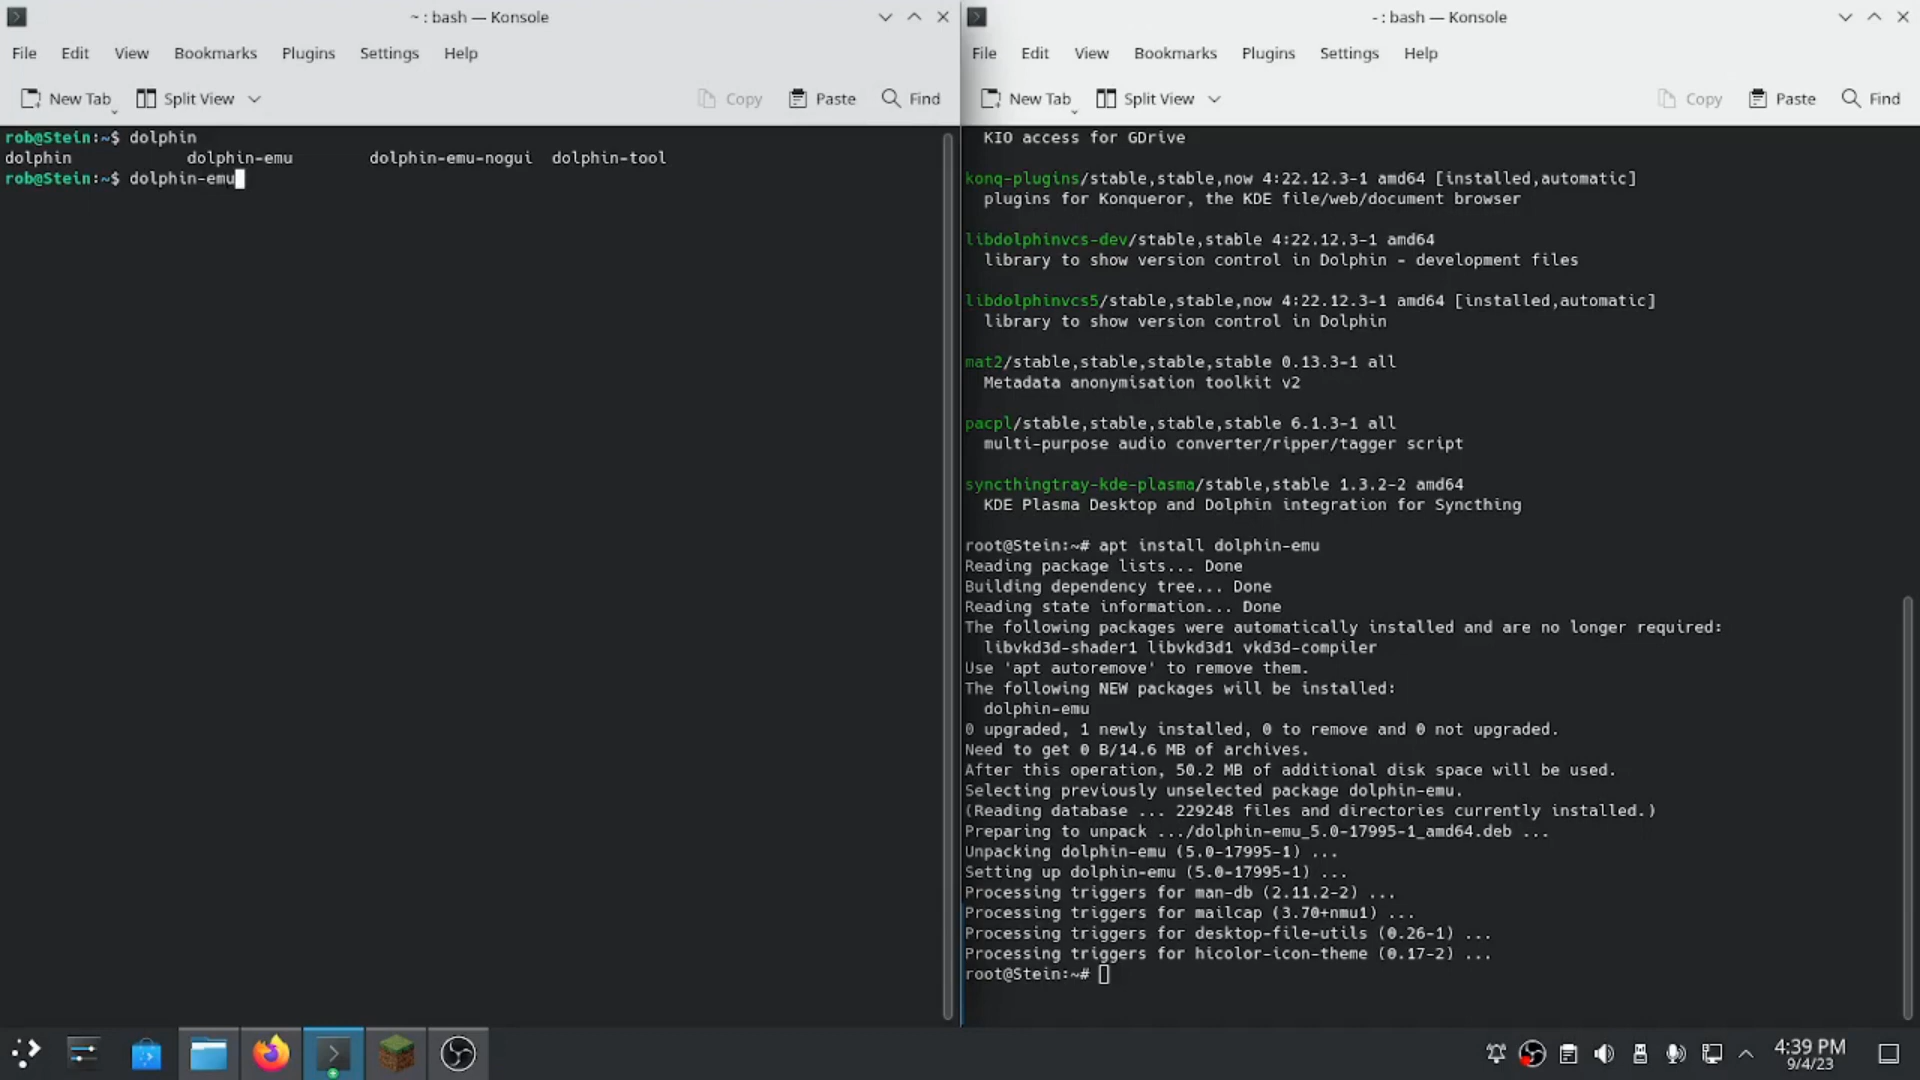 ~ : bash — Konsole
File Edit View Bookmarks Plugins Settings Help
New Tab Split View Copy Paste Find
rob@Stein:~$ dolphin
dolphin dolphin-emu dolphin-emu-nogui dolphin-tool
rob@Stein:~$ dolphin-emu
- : bash — Konsole
File Edit View Bookmarks Plugins Settings Help
New Tab Split View Copy Paste Find
KIO access for GDrive
konq-plugins/stable,stable,now 4:22.12.3-1 amd64 [installed,automatic]
plugins for Konqueror, the KDE file/web/document browser
libdolphinvcs-dev/stable,stable 4:22.12.3-1 amd64
library to show version control in Dolphin - development files
libdolphinvcs5/stable,stable,now 4:22.12.3-1 amd64 [installed,automatic]
library to show version control in Dolphin
mat2/stable,stable,stable,stable 0.13.3-1 all
Metadata anonymisation toolkit v2
pacpl/stable,stable,stable,stable 6.1.3-1 all
multi-purpose audio converter/ripper/tagger script
syncthingtray-kde-plasma/stable,stable 1.3.2-2 amd64
KDE Plasma Desktop and Dolphin integration for Syncthing
root@Stein:~# apt install dolphin-emu
Reading package lists... Done
Building dependency tree... Done
Reading state information... Done
The following packages were automatically installed and are no longer required:
libvkd3d-shader1 libvkd3d1 vkd3d-compiler
Use 'apt autoremove' to remove them.
The following NEW packages will be installed:
dolphin-emu
0 upgraded, 1 newly installed, 0 to remove and 0 not upgraded.
Need to get 0 B/14.6 MB of archives.
After this operation, 50.2 MB of additional disk space will be used.
Selecting previously unselected package dolphin-emu.
(Reading database ... 229248 files and directories currently installed.)
Preparing to unpack .../dolphin-emu_5.0-17995-1_amd64.deb ...
Unpacking dolphin-emu (5.0-17995-1) ...
Setting up dolphin-emu (5.0-17995-1) ...
Processing triggers for man-db (2.11.2-2) ...
Processing triggers for mailcap (3.70+nmu1) ...
Processing triggers for desktop-file-utils (0.26-1) ...
Processing triggers for hicolor-icon-theme (0.17-2) ...
root@Stein:~#
4:39 PM
9/4/23